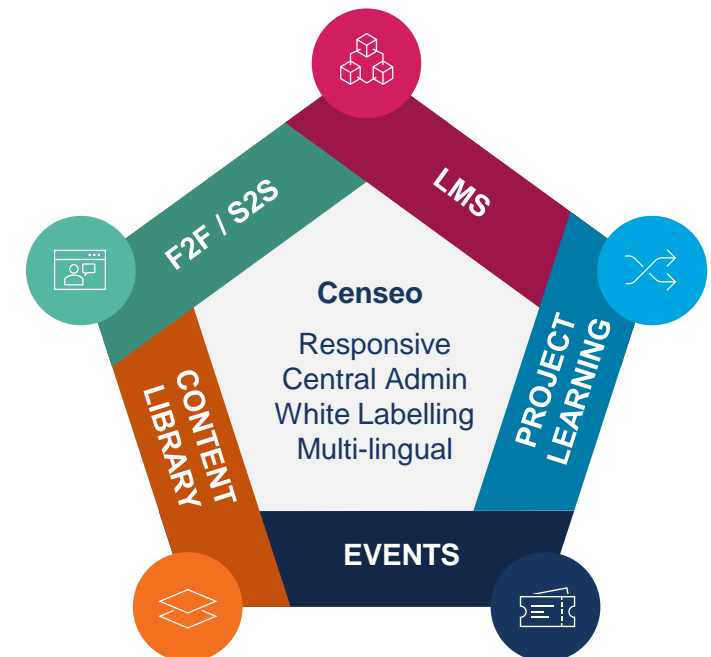 F2F / S2S
LMS
Censeo
Responsive
Central Admin
White Labelling
Multi-lingual
CONTENT
LIBRARY
PROJECT
LEARNING
EVENTS